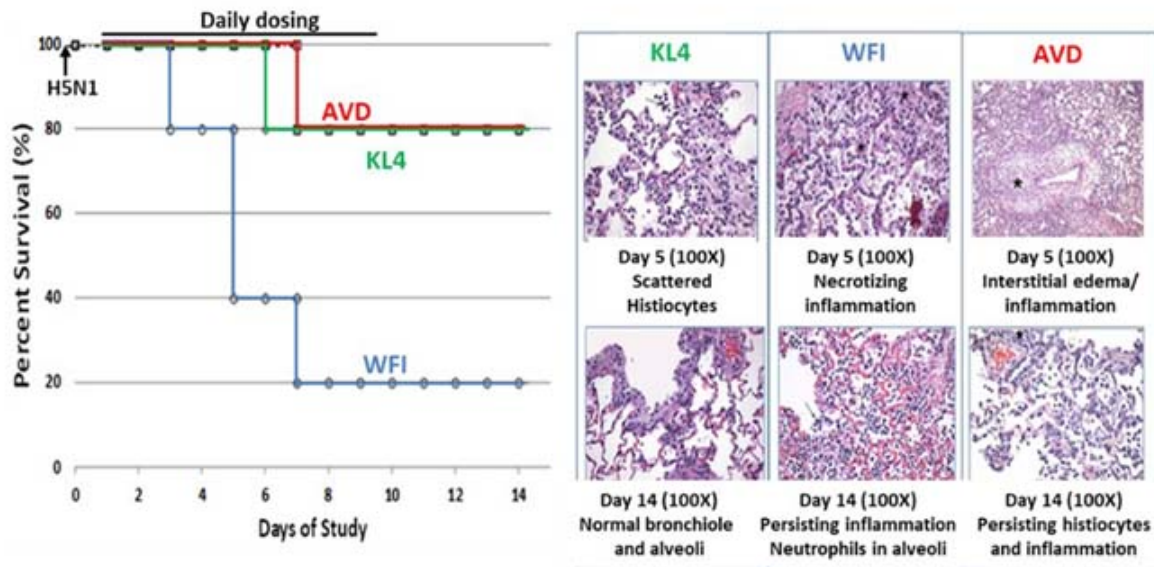 Daily dosing
100
H5N1
80
60
40
20
0
Percent Survival (%)
AVD
KL4
WFI
0 2 4 6 8 10 12 14
Days of Study
KL4
WFI
AVD
Day 5 (100X)
Scattered
Histiocytes
Day 5 (100X)
Necrotizing
inflammation
Day 5 (100X)
Interstitial edema/
inflammation
Day 14 (100X)
Normal bronchiole
and alveoli
Day 14 (100X)
Persisting inflammation
Neutrophils in alveoli
Day 14 (100X)
Persisting histiocytes
and inflammation